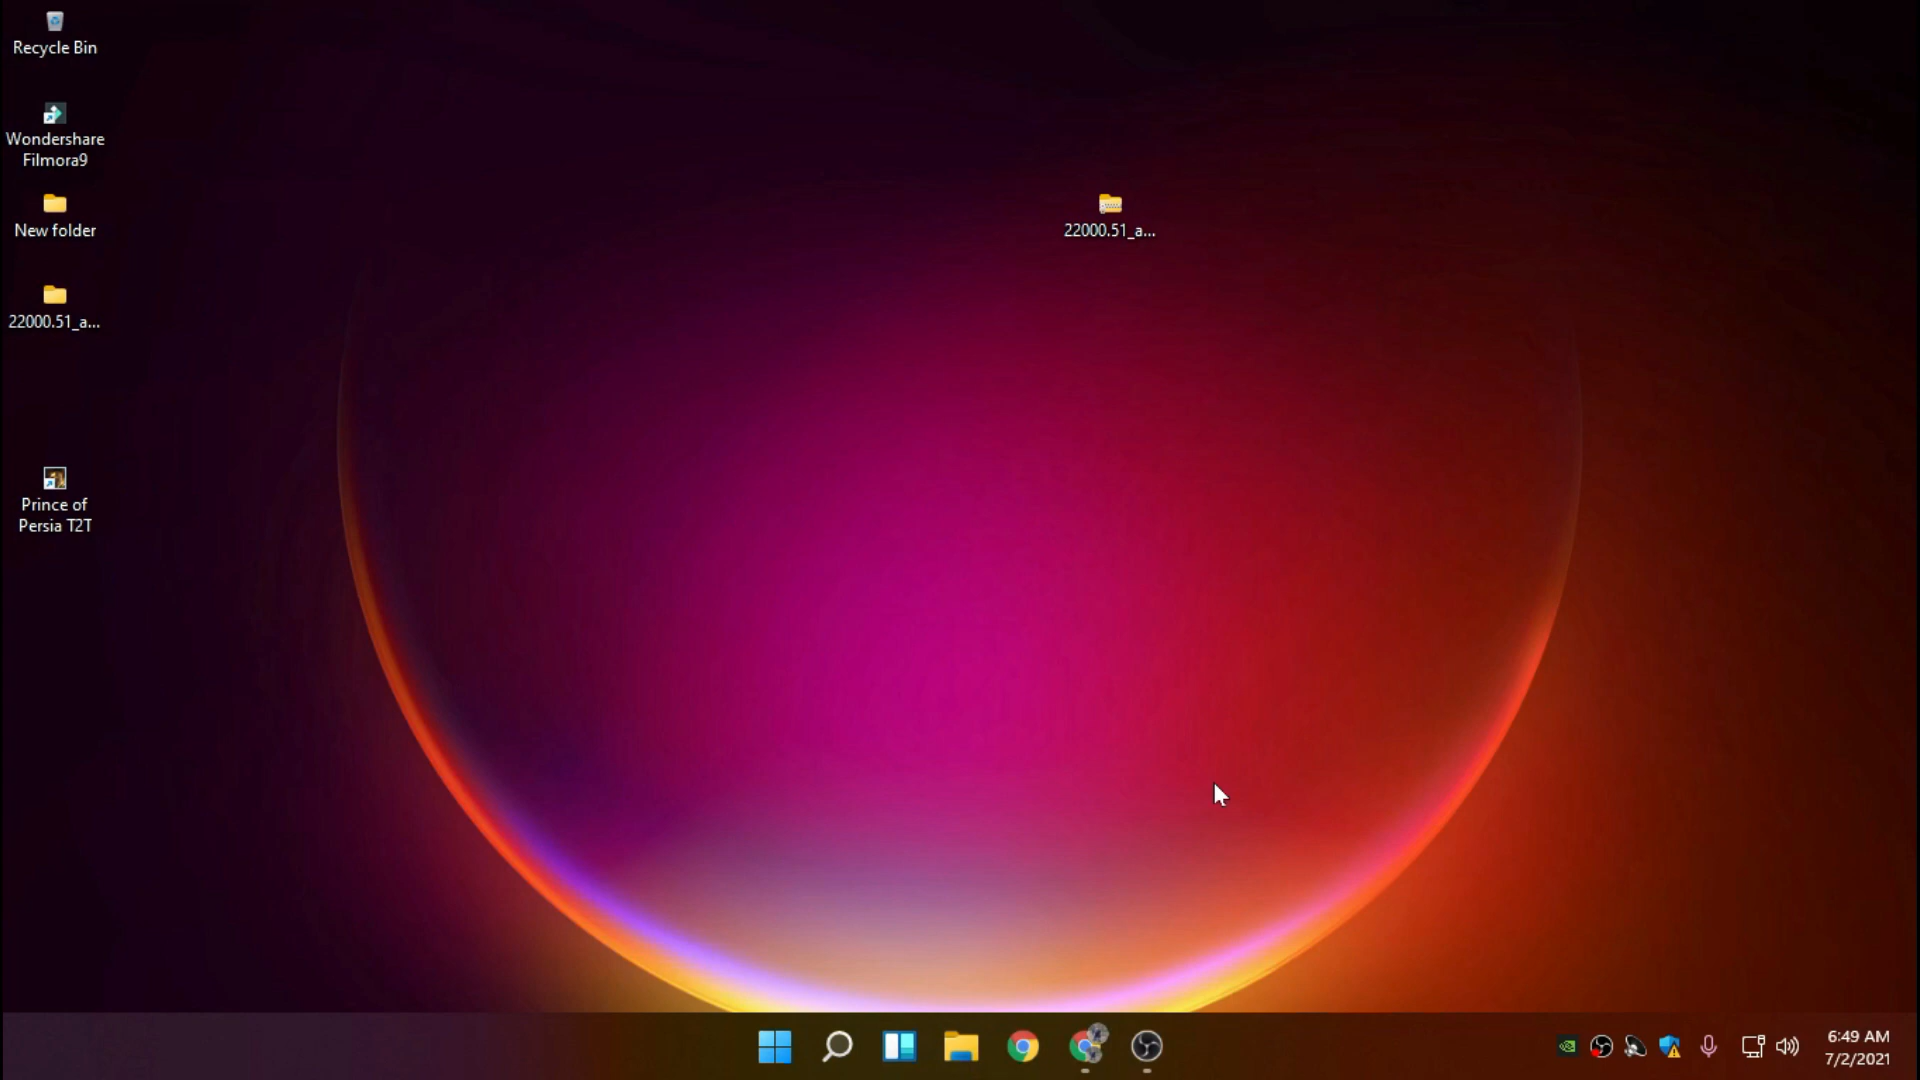 Recycle Bin
Wondershare
Filmora9
New folder
22000.51_a...
22000.51_a...
Prince of
Persia T2T
6:49 AM
7/2/2021